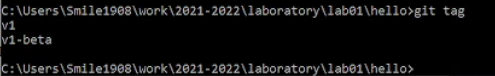 C:\Users\Smile1908\work\2021-2022\laboratory\lab01\hello>git tag
v1
v1-beta
C:\Users\Smile1908\work\2021-2022\laboratory\lab01\hello>